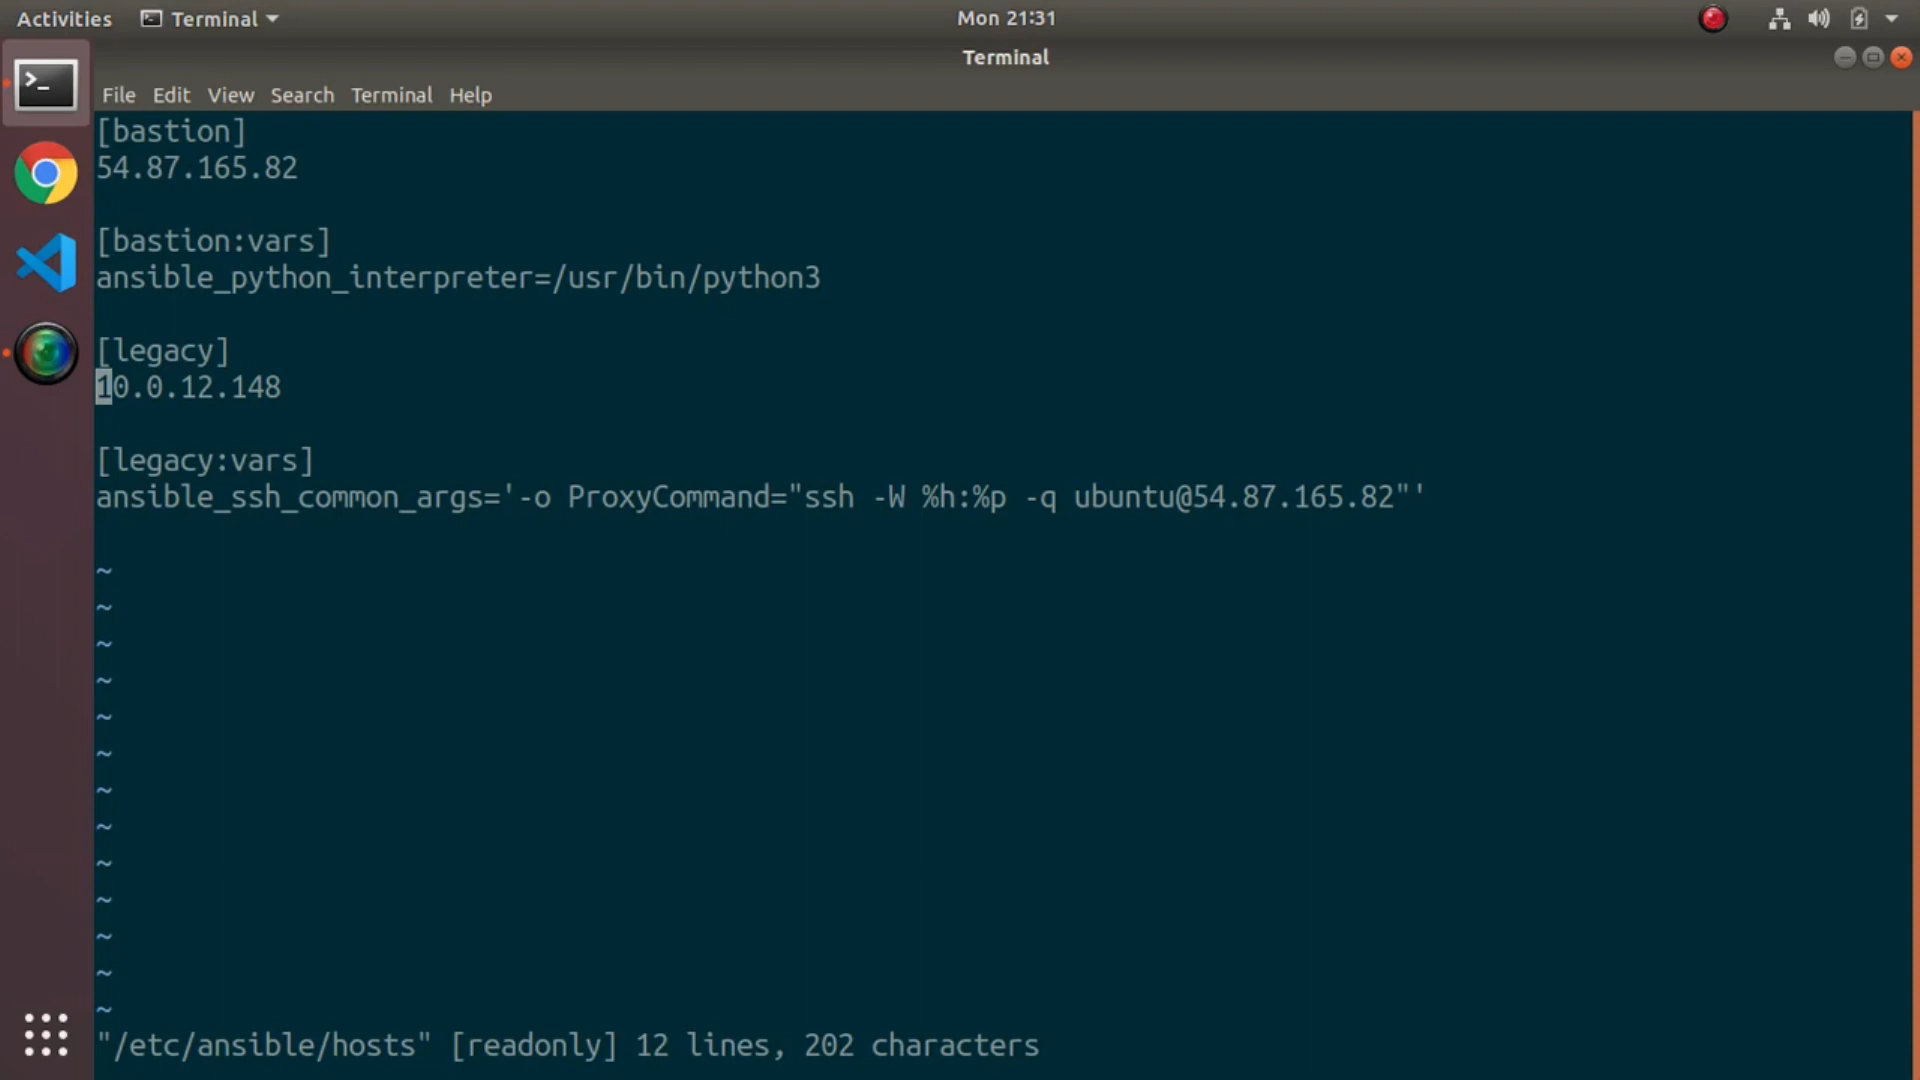 Activities Terminal Mon 21:31
Terminal
File Edit View Search Terminal Help
[bastion]
54.87.165.82
[bastion:vars]
ansible_python_interpreter=/usr/bin/python3
[legacy]
10.0.12.148
[legacy:vars]
ansible_ssh_common_args='-o ProxyCommand="ssh -W %h:%p -q ubuntu@54.87.165.82"'
~
~
~
~
~
~
~
~
~
~
~
~
~
"/etc/ansible/hosts" [readonly] 12 lines, 202 characters